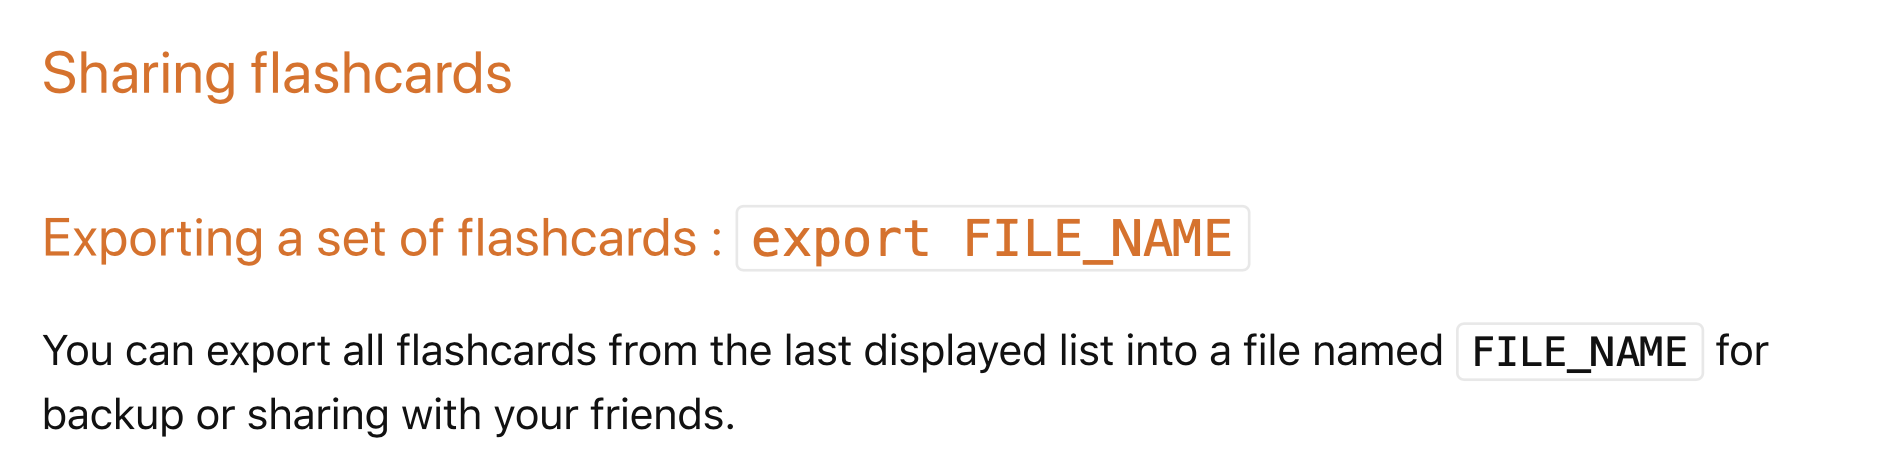 Sharing flashcards
Exporting a set of flashcards : export FILE_NAME
You can export all flashcards from the last displayed list into a file named FILE_NAME for
backup or sharing with your friends.